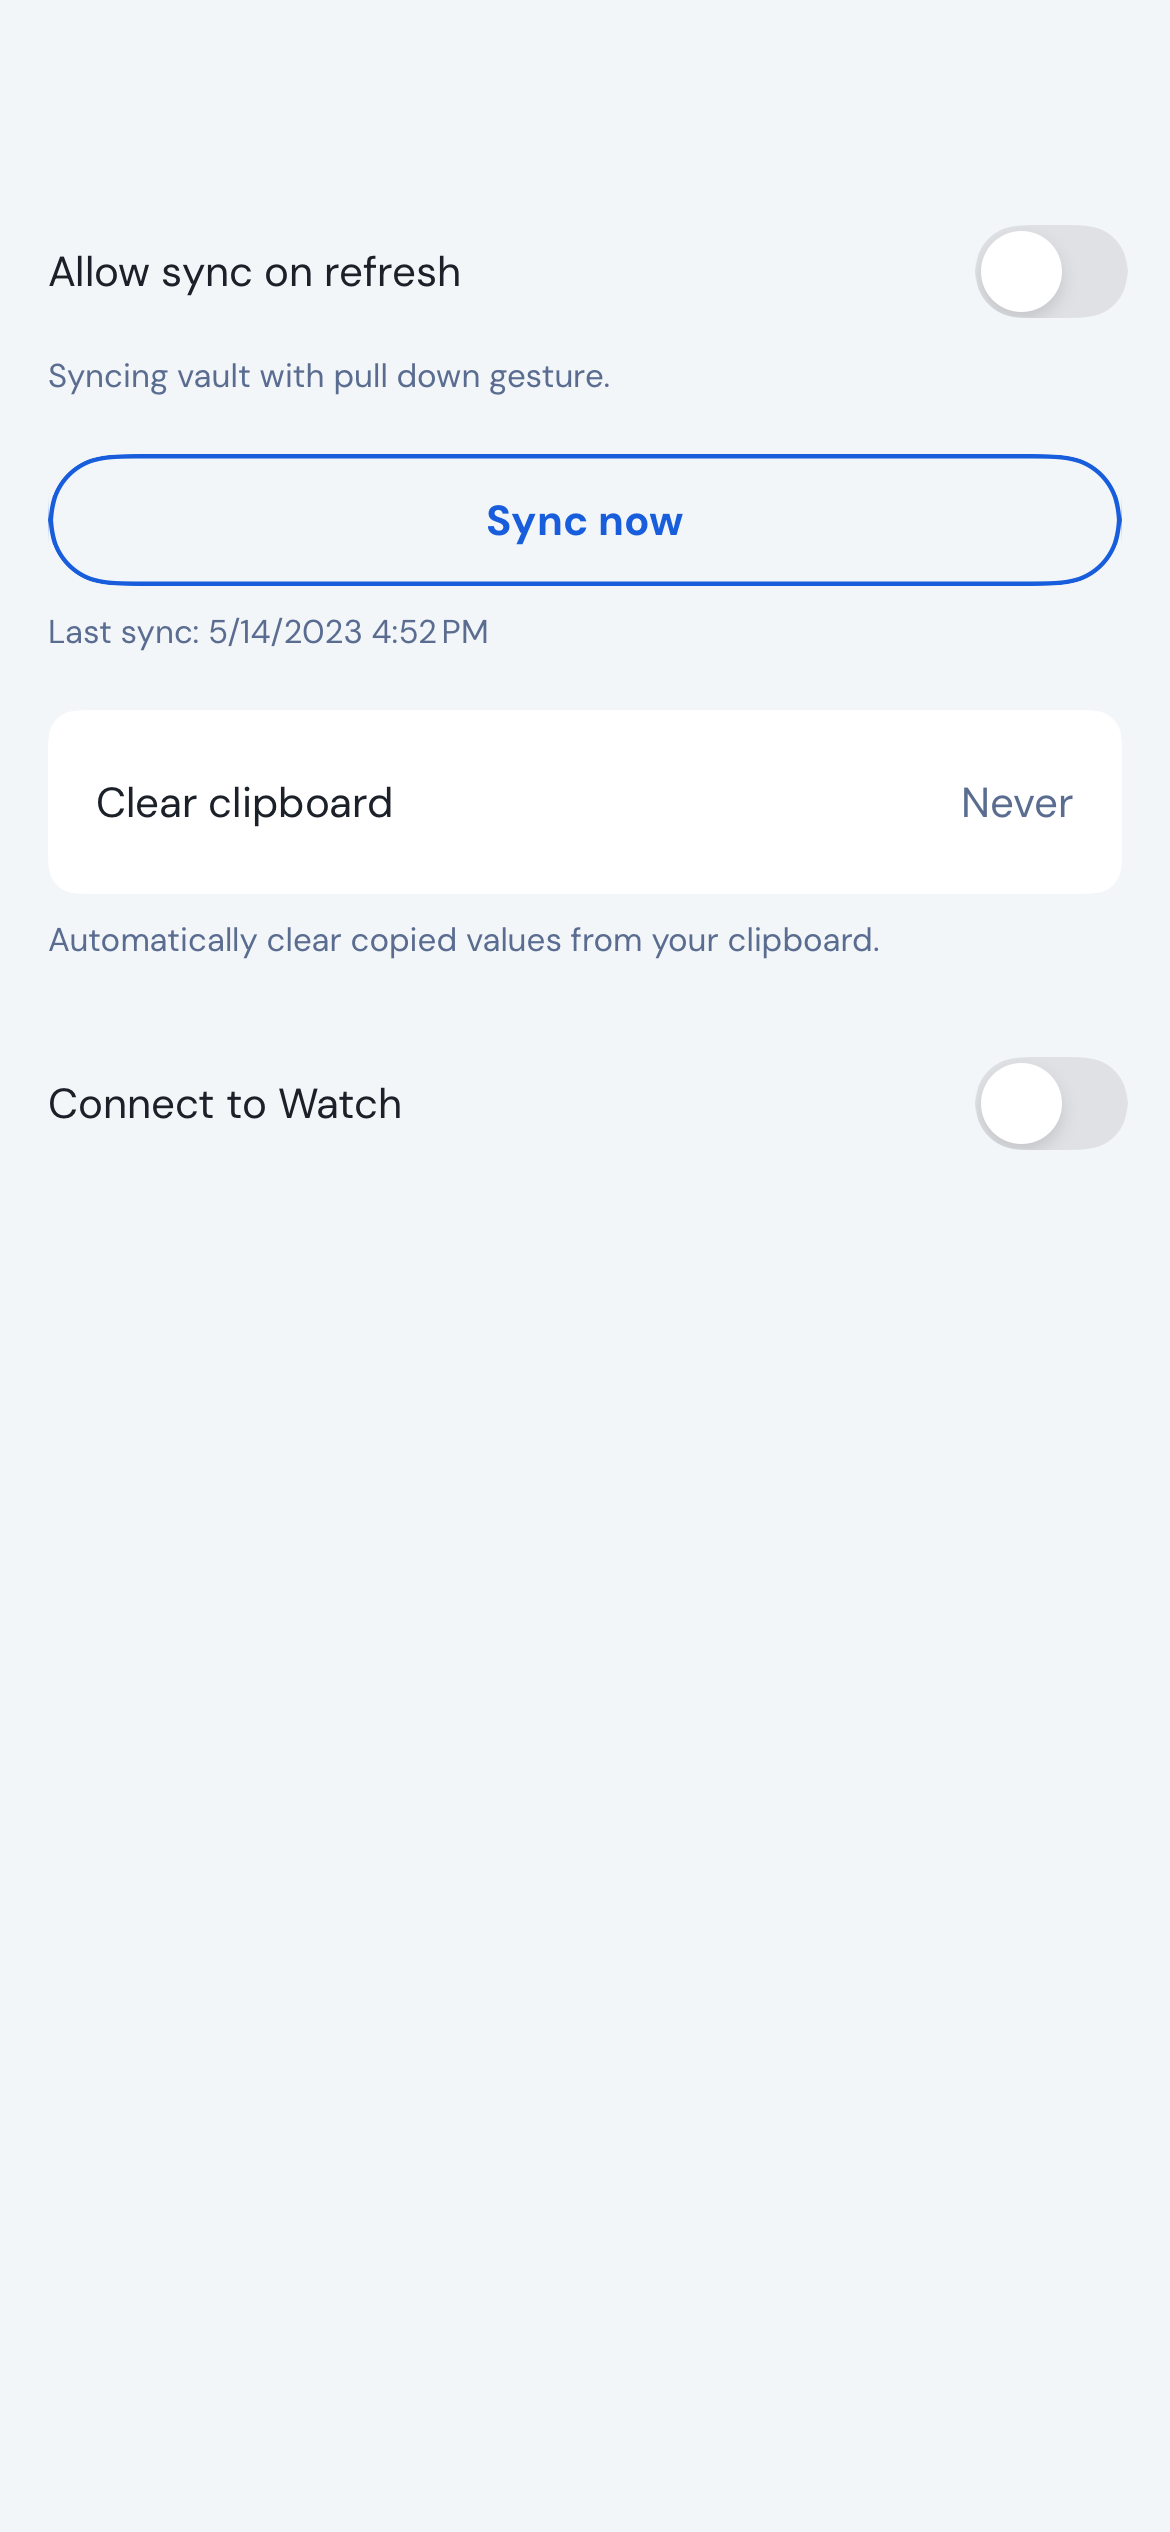 Allow sync on refresh
Syncing vault with pull down gesture.
Sync now
Last sync: 5/14/2023 4:52 PM
Clear clipboard Never
Automatically clear copied values from your clipboard.
Connect to Watch